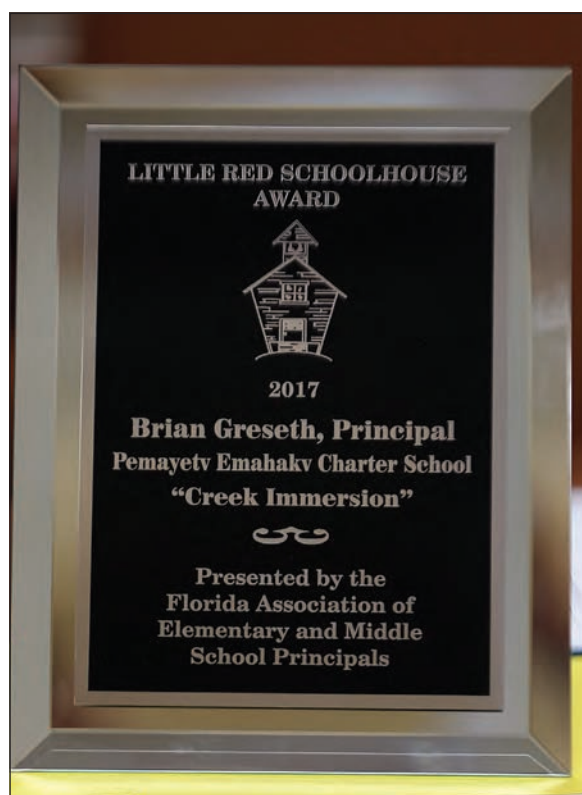 LITTLE RED SCHOOLHOUSE
AWARD
2017
Brian Greseth, Principal
Pemayetv Emahakv Charter School
“Creek Immersion”
Presented by the
Florida Association of
Elementary and Middle
School Principals